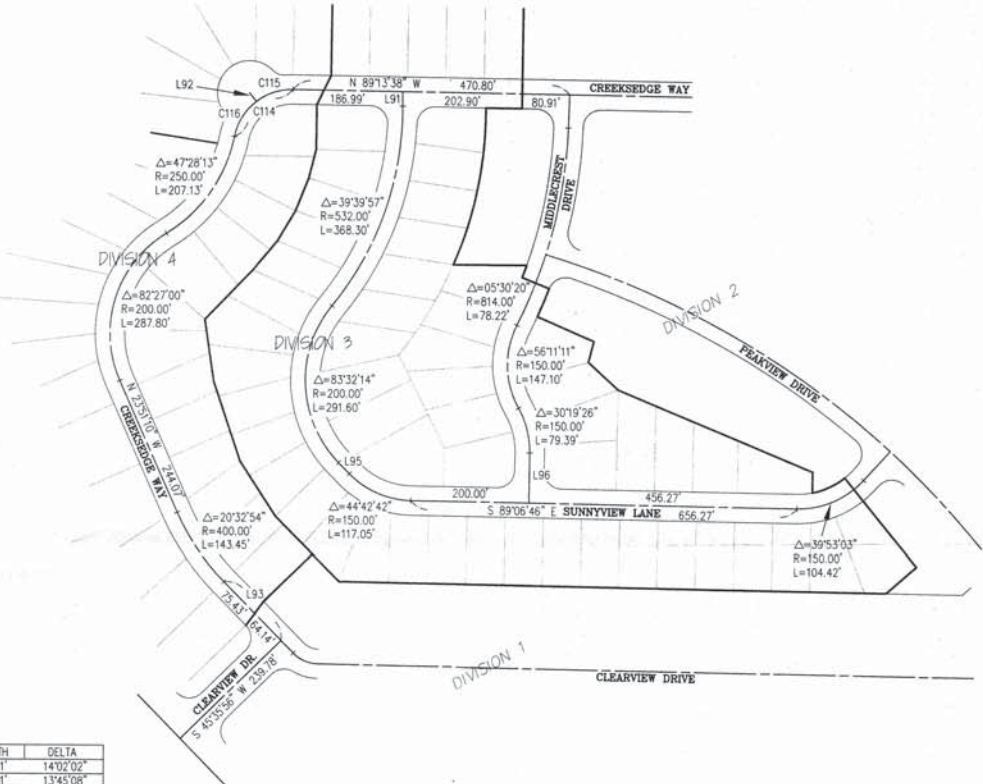 N 89°13'38" W 470.80'
CREEKSEDGE WAY
L92
C115
186.99'
L91
202.90'
80.91'
C116
C114
Δ=47°28'13"
R=250.00'
L=207.13'
MIDDLECREST
DRIVE
Δ=39°39'57"
R=532.00'
L=368.30'
DIVISION 4
Δ=05°30'20"
R=814.00'
L=78.22'
DIVISION 2
Δ=82°27'00"
R=200.00'
L=287.80'
DIVISION 3
PEAKVIEW DRIVE
Δ=56°11'11"
R=150.00'
L=147.10'
Δ=83°32'14"
R=200.00'
L=291.60'
N 23°51'10" W 244.07'
CREEKSEDGE WAY
Δ=30°19'26"
R=150.00'
L=79.39'
L95
L96
200.00'
456.27'
S 89°06'46" E SUNNYVIEW LANE 656.27'
Δ=44°42'42"
R=150.00'
L=117.05'
Δ=20°32'54"
R=400.00'
L=143.45'
Δ=39°53'03"
R=150.00'
L=104.42'
75.43'
L93
64.14'
CLEARVIEW DR.
S 45°35'56" W 239.78'
DIVISION 1
CLEARVIEW DRIVE
TH DELTA
1' 14°02'02"
1' 13°45'08"